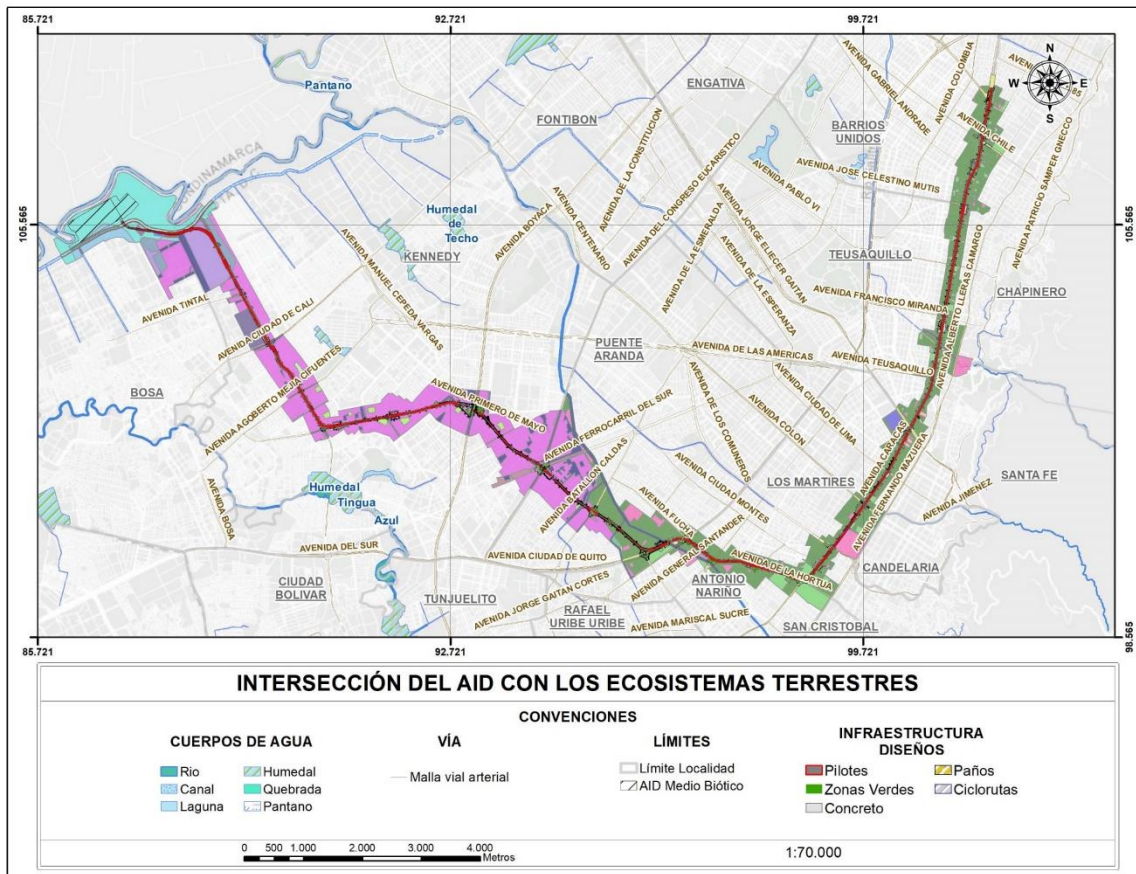 85.721 92.721 99.721
N
W E
S
Pantano
ENGATIVA
FONTIBON
BARRIOS
UNIDOS
AVENIDA GABRIEL ANDRADE
AVENIDA COLOMBIA
AVENIDA CHILE
AVENIDA JOSE CELESTINO MUTIS
AVENIDA PABLO VI
AVENIDA PATRICIO SAMPER GNECCO
AVENIDA DE LA CONSTITUCION
AVENIDA DEL CONGRESO EUCARISTICO
AVENIDA BOYACA
AVENIDA CENTENARIO
AVENIDA DE LA ESMERALDA
AVENIDA JORGE ELIECER GAITAN
AVENIDA DE LA ESPERANZA
105.565 105.565
Humedal
de
Techo
KENNEDY
TEUSAQUILLO
AVENIDA MANUEL CEPEDA VARGAS
AVENIDA FRANCISCO MIRANDA
AVENIDA ALBERTO LLERAS CAMARGO
CHAPINERO
AVENIDA TINTAL
AVENIDA CIUDAD DE CALI
PUENTE
ARANDA
AVENIDA DE LAS AMERICAS
AVENIDA TEUSAQUILLO
AVENIDA AGOBERTO MEJIA CIFUENTES
BOSA
AVENIDA PRIMERO DE MAYO
AVENIDA FERROCARRIL DEL SUR
AVENIDA DE LOS COMUNEROS
AVENIDA COLON
AVENIDA CIUDAD DE LIMA
AVENIDA CARACAS
AVENIDA FERNANDO MAZUERA
AVENIDA BATALLON CALDAS
AVENIDA CIUDAD MONTES
LOS MARTIRES
SANTA FE
AVENIDA JIMENEZ
Humedal
Tingua
Azul
AVENIDA BOSA
AVENIDA FUCHA
AVENIDA DEL SUR
AVENIDA CIUDAD DE QUITO
AVENIDA GENERAL SANTANDER
AVENIDA DE LA HORTUA
CANDELARIA
CIUDAD
BOLIVAR
TUNJUELITO
AVENIDA JORGE GAITAN CORTES
RAFAEL
URIBE URIBE
ANTONIO
NARIÑO
AVENIDA MARISCAL SUCRE
SAN CRISTOBAL
98.565
85.721 92.721 99.721
INTERSECCIÓN DEL AID CON LOS ECOSISTEMAS TERRESTRES
CONVENCIONES
CUERPOS DE AGUA
Rio
Canal
Laguna
Humedal
Quebrada
Pantano
VÍA
Malla vial arterial
LÍMITES
Límite Localidad
AID Medio Biótico
INFRAESTRUCTURA
DISEÑOS
Pilotes
Zonas Verdes
Concreto
Paños
Ciclorutas
0 500 1.000 2.000 3.000 4.000
Metros
1:70.000